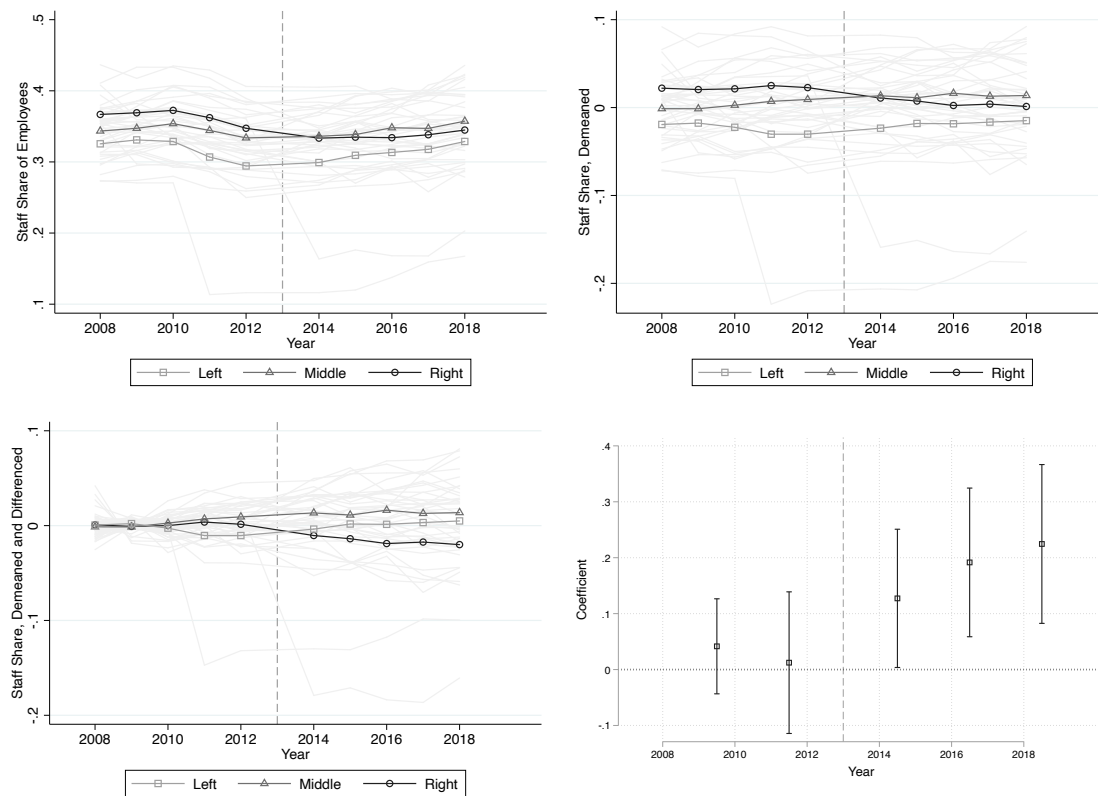 Staff Share of Employees
.5
.4
.3
.2
.1
2008 2010 2012 2014 2016 2018
Year
Left Middle Right
Staff Share, Demeaned
.1
0
-.1
-.2
2008 2010 2012 2014 2016 2018
Year
Left Middle Right
Staff Share, Demeaned and Differenced
.1
0
-.1
-.2
2008 2010 2012 2014 2016 2018
Year
Left Middle Right
Coefficient
.4
.3
.2
.1
0
-.1
2008 2010 2012 2014 2016 2018
Year